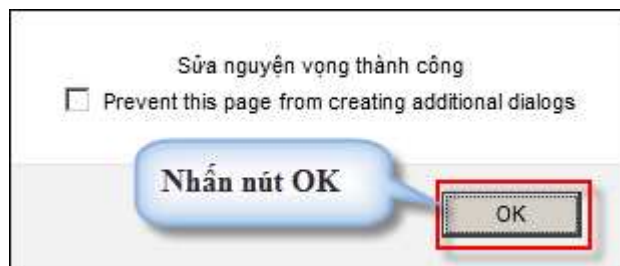 Sửa nguyện vọng thành công
Prevent this page from creating additional dialogs
Nhấn nút OK
OK